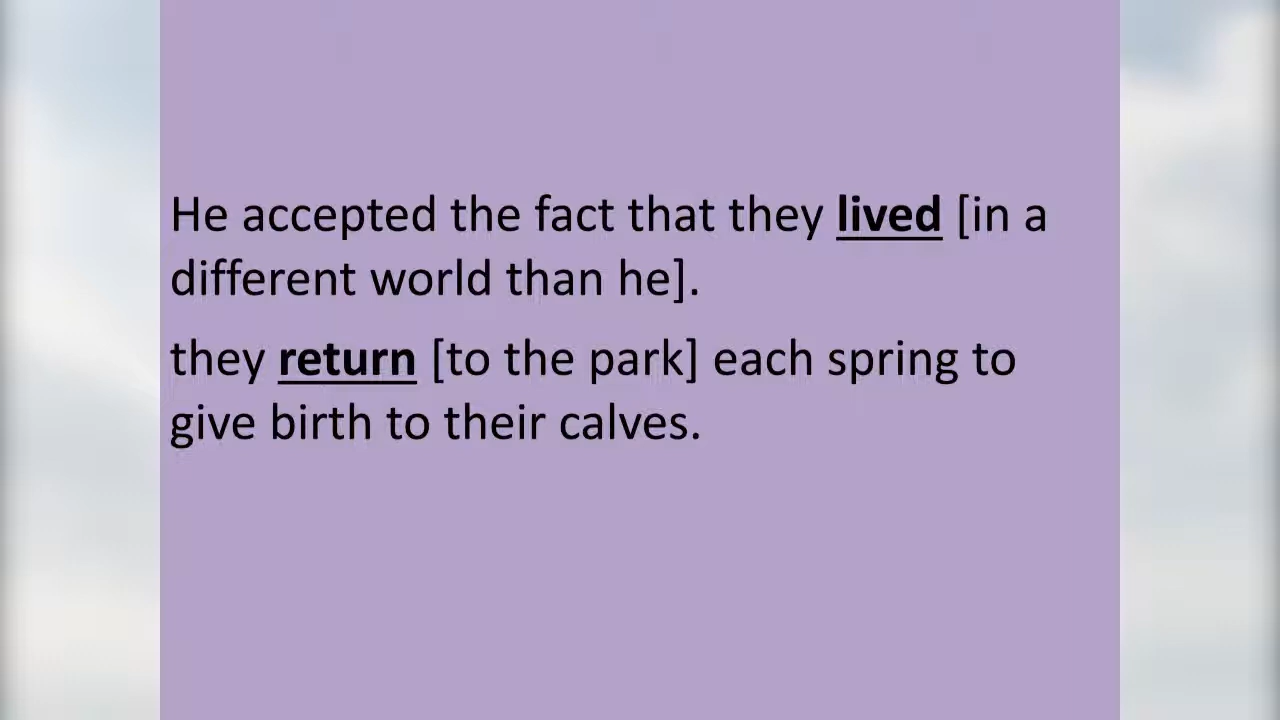 He accepted the fact that they lived [in a
different world than he].
they return [to the park] each spring to
give birth to their calves.